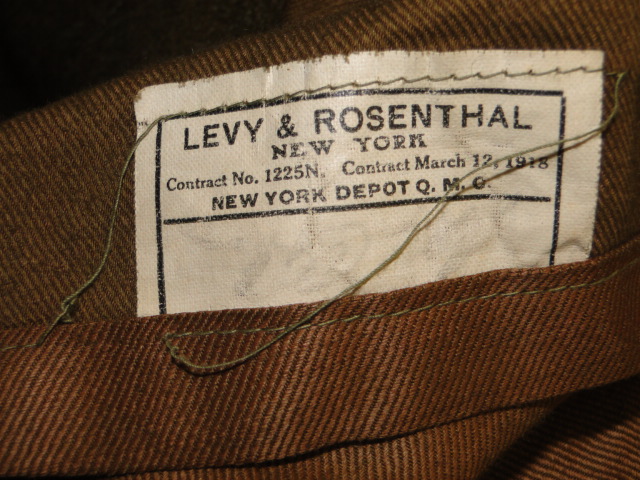 LEVY & ROSENTHAL
NEW YORK
Contract No. 1225N. Contract March 12, 1918
NEW YORK DEPOT Q. M. C.